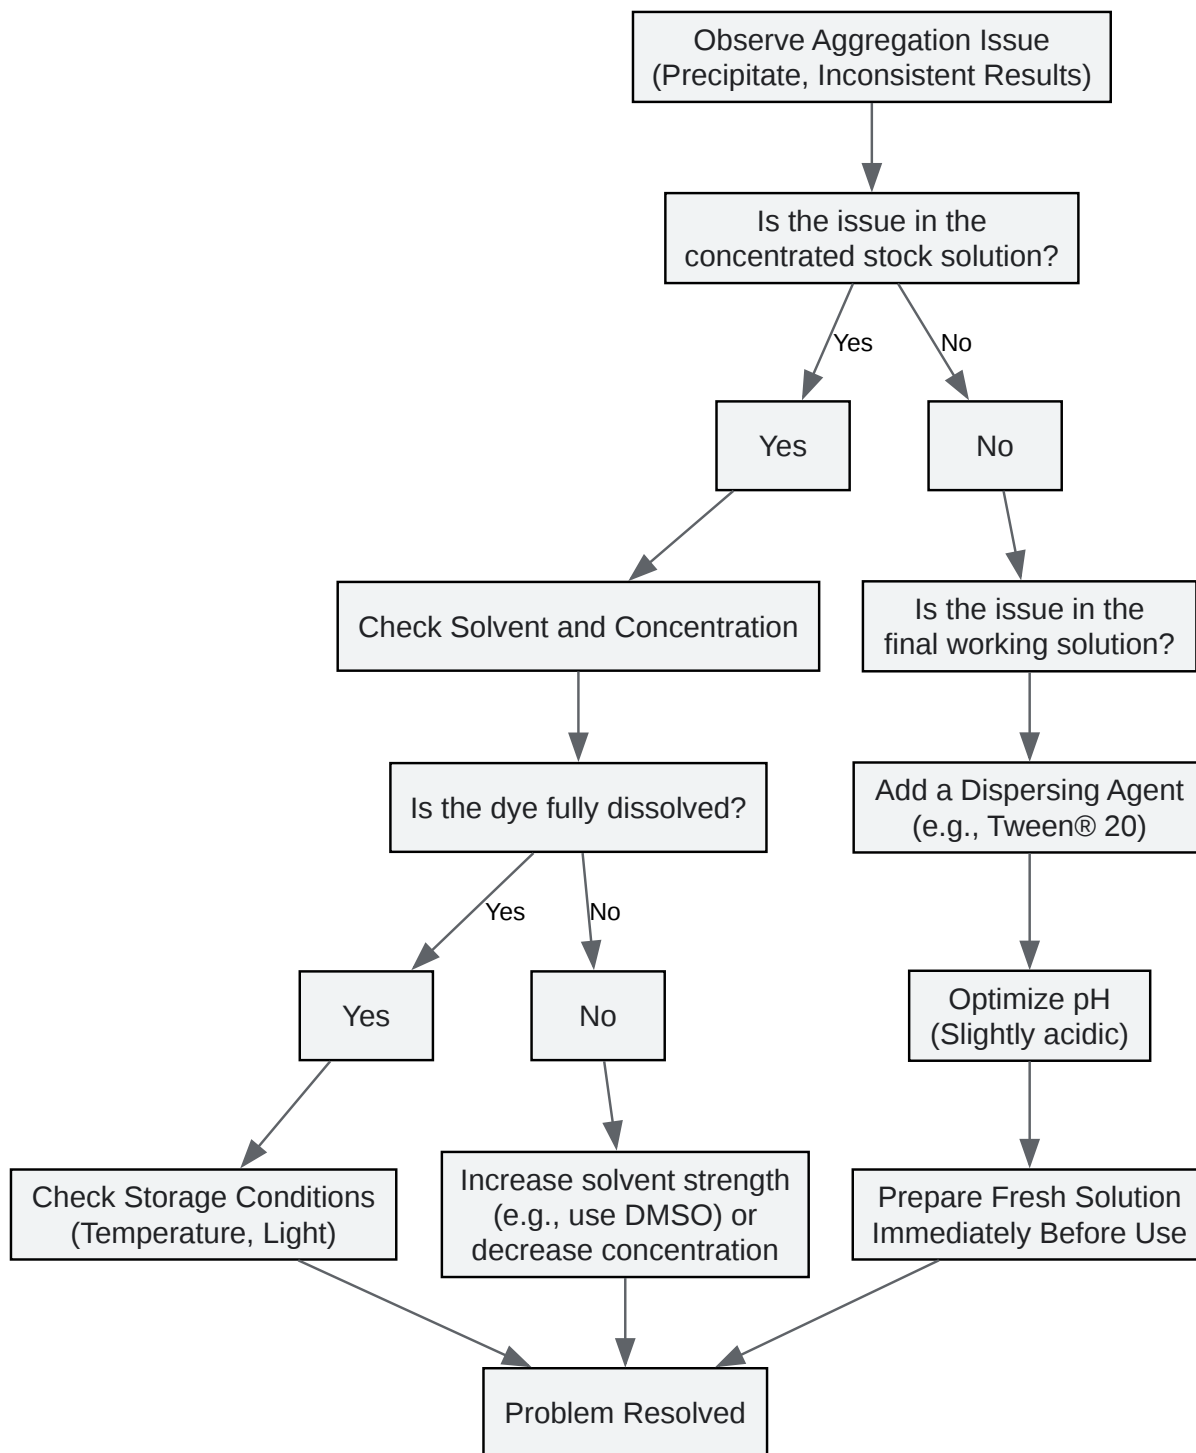 Observe Aggregation Issue
(Precipitate, Inconsistent Results)
Is the issue in the
concentrated stock solution?
Yes
No
Yes
No
Check Solvent and Concentration
Is the issue in the
final working solution?
Is the dye fully dissolved?
Add a Dispersing Agent
(e.g., Tween® 20)
Yes
No
Yes
No
Optimize pH
(Slightly acidic)
Check Storage Conditions
(Temperature, Light)
Increase solvent strength
(e.g., use DMSO) or
decrease concentration
Prepare Fresh Solution
Immediately Before Use
Problem Resolved